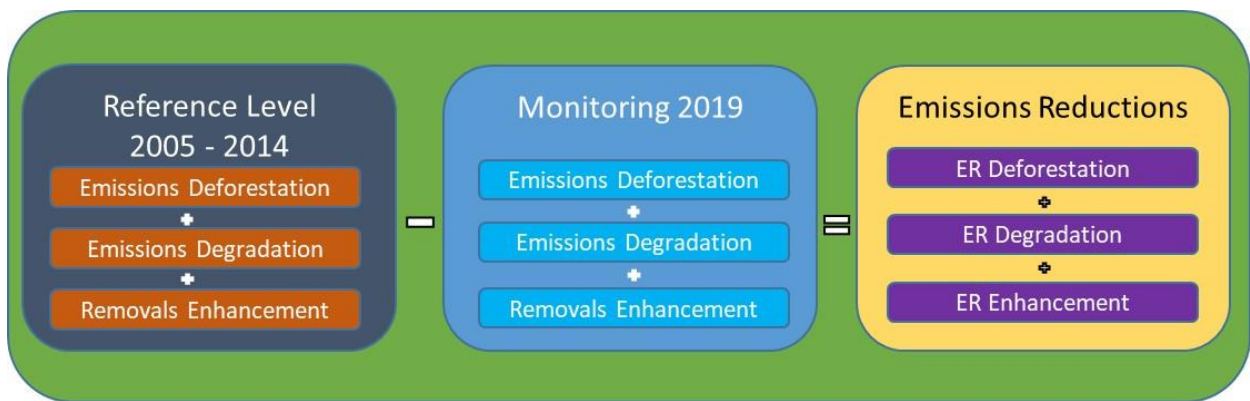 Reference Level
2005 - 2014
Emissions Deforestation
+
Emissions Degradation
+
Removals Enhancement
-
Monitoring 2019
Emissions Deforestation
+
Emissions Degradation
+
Removals Enhancement
=
Emissions Reductions
ER Deforestation
+
ER Degradation
+
ER Enhancement